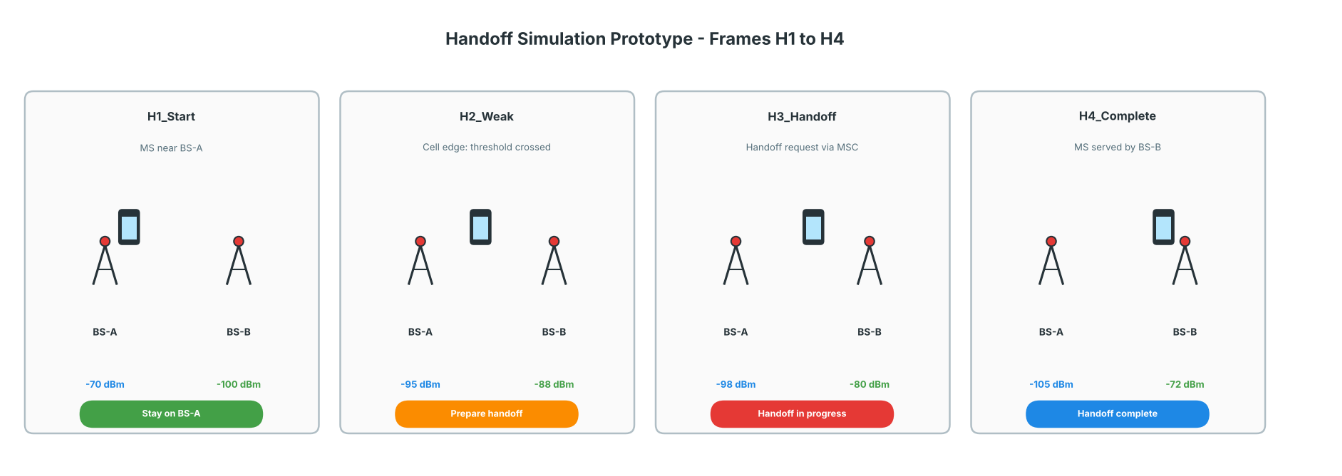 Handoff Simulation Prototype - Frames H1 to H4
H1_Start
MS near BS-A
BS-A
BS-B
-70 dBm
-100 dBm
Stay on BS-A
H2_Weak
Cell edge: threshold crossed
BS-A
BS-B
-95 dBm
-88 dBm
Prepare handoff
H3_Handoff
Handoff request via MSC
BS-A
BS-B
-98 dBm
-80 dBm
Handoff in progress
H4_Complete
MS served by BS-B
BS-A
BS-B
-105 dBm
-72 dBm
Handoff complete